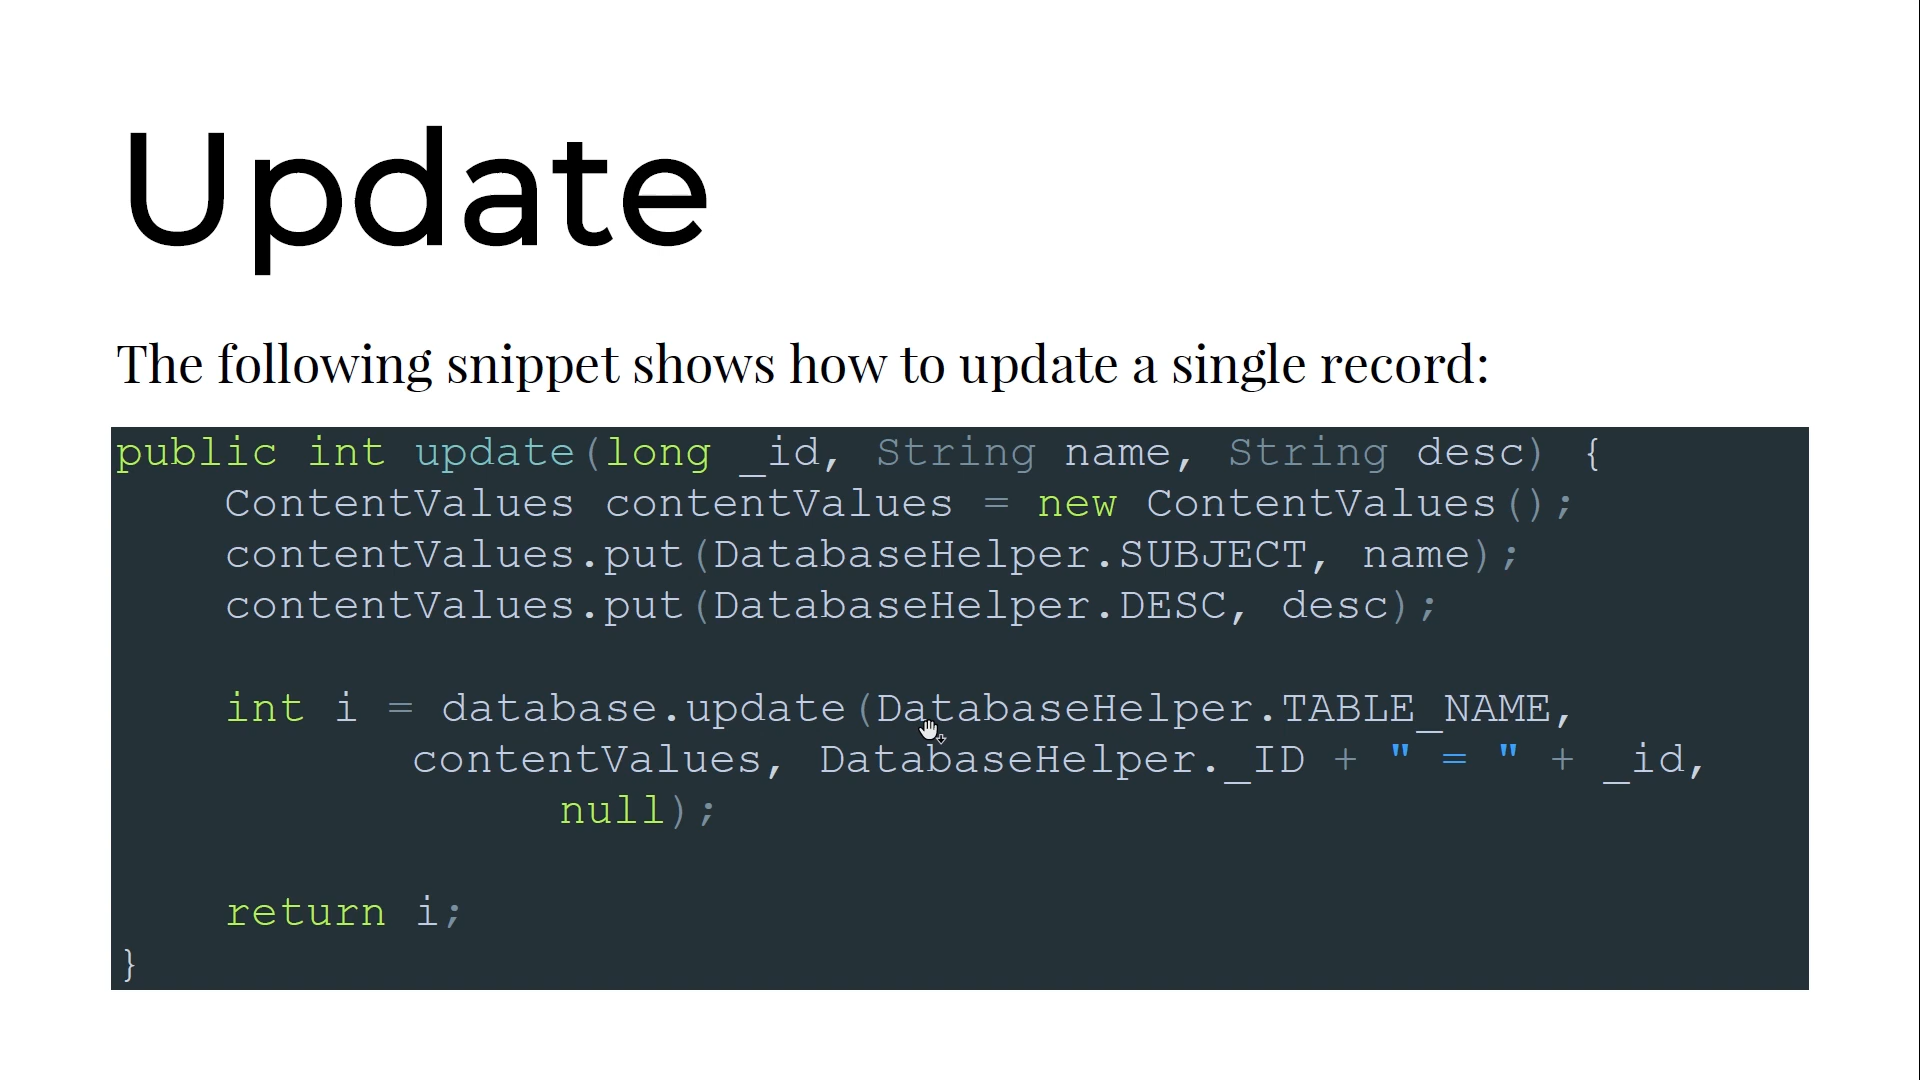 Update
The following snippet shows how to update a single record:
public int update(long _id, String name, String desc) {
    ContentValues contentValues = new ContentValues();
    contentValues.put(DatabaseHelper.SUBJECT, name);
    contentValues.put(DatabaseHelper.DESC, desc);
    int i = database.update(DatabaseHelper.TABLE_NAME,
           contentValues, DatabaseHelper._ID + " = " + _id,
                null);
    return i;
}